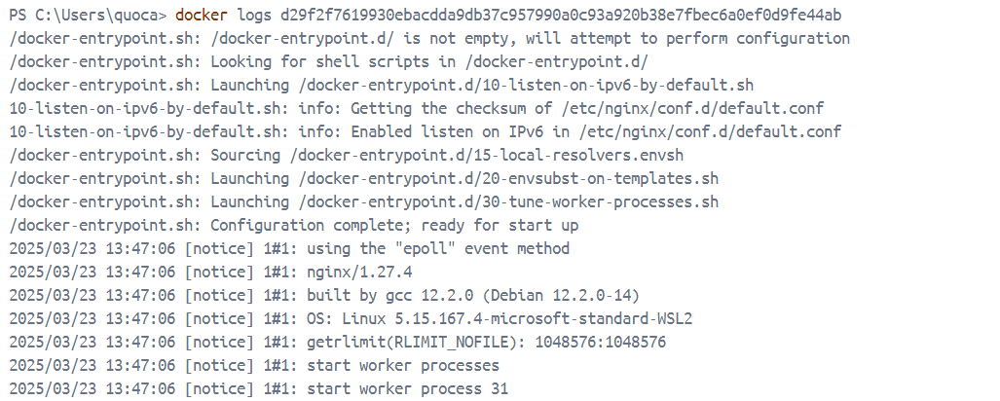 PS C:\Users\quoca> docker logs d29f2f7619930ebacdda9db37c957990a0c93a920b38e7fbec6a0ef0d9fe44ab
/docker-entrypoint.sh: /docker-entrypoint.d/ is not empty, will attempt to perform configuration
/docker-entrypoint.sh: Looking for shell scripts in /docker-entrypoint.d/
/docker-entrypoint.sh: Launching /docker-entrypoint.d/10-listen-on-ipv6-by-default.sh
10-listen-on-ipv6-by-default.sh: info: Getting the checksum of /etc/nginx/conf.d/default.conf
10-listen-on-ipv6-by-default.sh: info: Enabled listen on IPv6 in /etc/nginx/conf.d/default.conf
/docker-entrypoint.sh: Sourcing /docker-entrypoint.d/15-local-resolvers.envsh
/docker-entrypoint.sh: Launching /docker-entrypoint.d/20-envsubst-on-templates.sh
/docker-entrypoint.sh: Launching /docker-entrypoint.d/30-tune-worker-processes.sh
/docker-entrypoint.sh: Configuration complete; ready for start up
2025/03/23 13:47:06 [notice] 1#1: using the "epoll" event method
2025/03/23 13:47:06 [notice] 1#1: nginx/1.27.4
2025/03/23 13:47:06 [notice] 1#1: built by gcc 12.2.0 (Debian 12.2.0-14)
2025/03/23 13:47:06 [notice] 1#1: OS: Linux 5.15.167.4-microsoft-standard-WSL2
2025/03/23 13:47:06 [notice] 1#1: getrlimit(RLIMIT_NOFILE): 1048576:1048576
2025/03/23 13:47:06 [notice] 1#1: start worker processes
2025/03/23 13:47:06 [notice] 1#1: start worker process 31